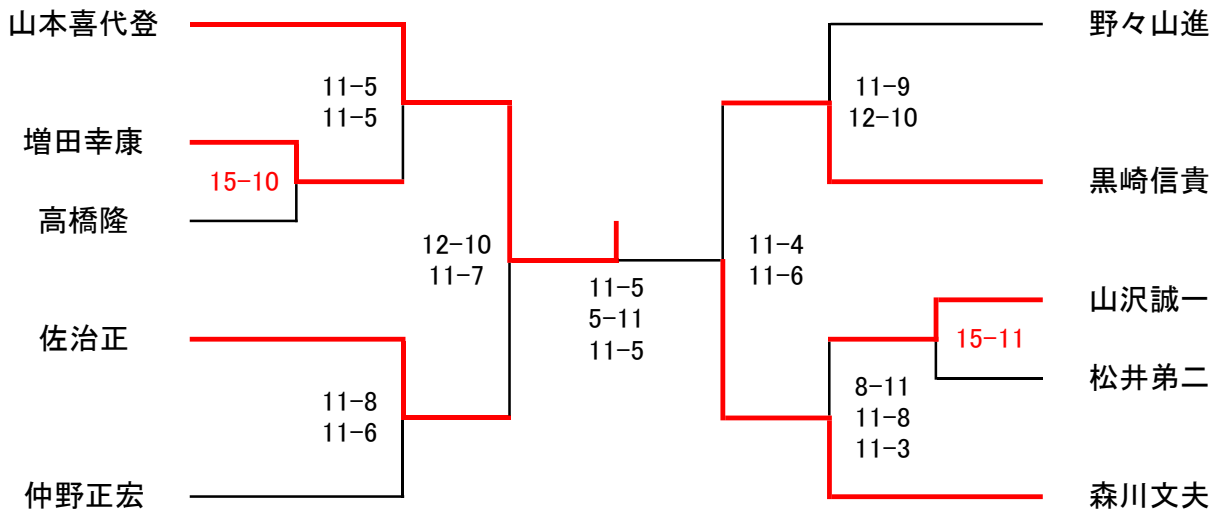 山本喜代登
11-5
11-5
増田幸康
15-10
高橋隆
12-10
11-7
佐治正
11-8
11-6
仲野正宏
11-5
5-11
11-5
野々山進
11-9
12-10
黒崎信貴
11-4
11-6
山沢誠一
15-11
松井弟二
8-11
11-8
11-3
森川文夫